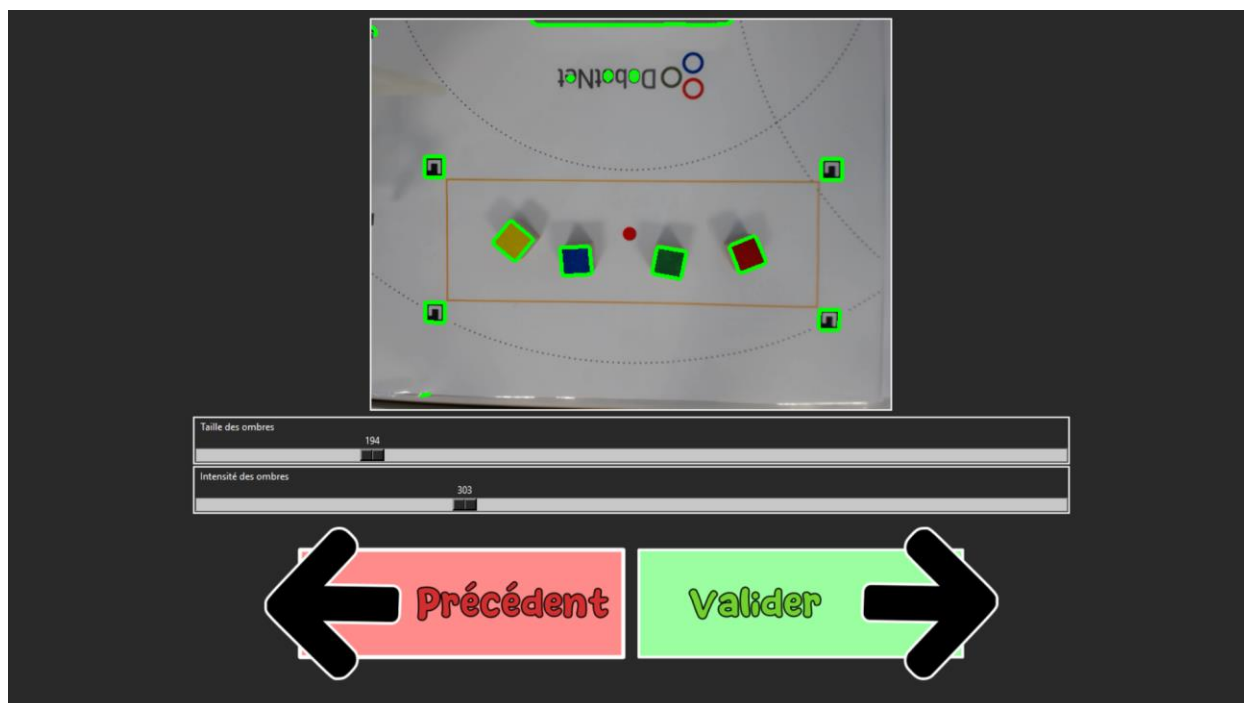 DobotNet
Taille des ombres
194
Intensité des ombres
303
Précédent
Valider